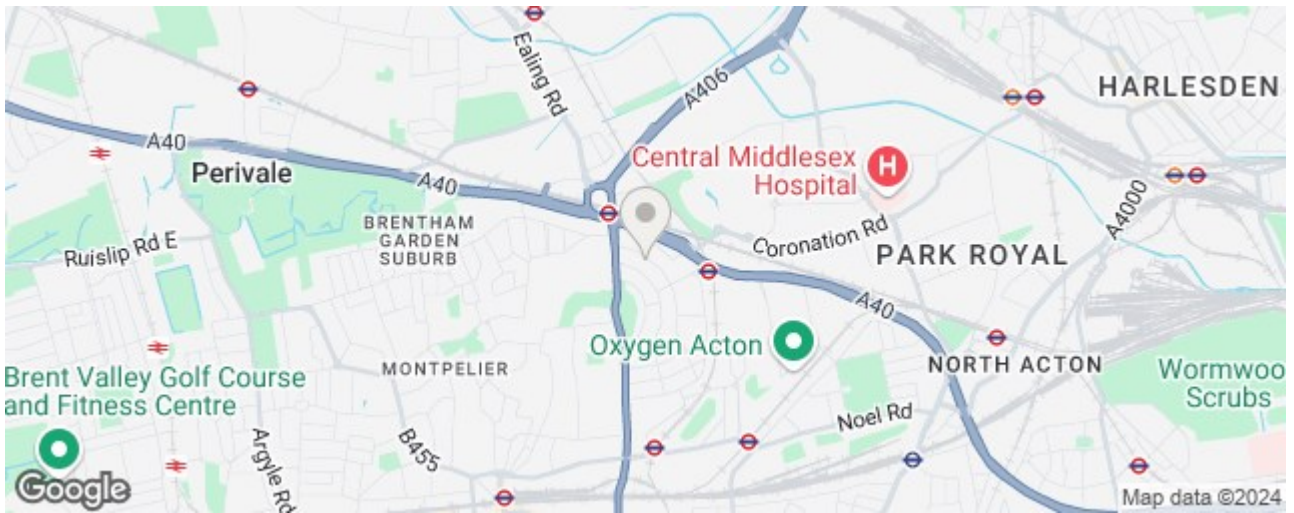 Ealing Rd
A406
HARLESDEN
A40
Perivale
A40
Central Middlesex
Hospital
H
A4000
BRENTHAM
GARDEN
SUBURB
Ruislip Rd E
Coronation Rd
PARK ROYAL
A40
Oxygen Acton
MONTPELIER
NORTH ACTON
Wormwoo
Scrubs
Brent Valley Golf Course
and Fitness Centre
Noel Rd
Argyle Rd
B455
Google
Map data ©2024